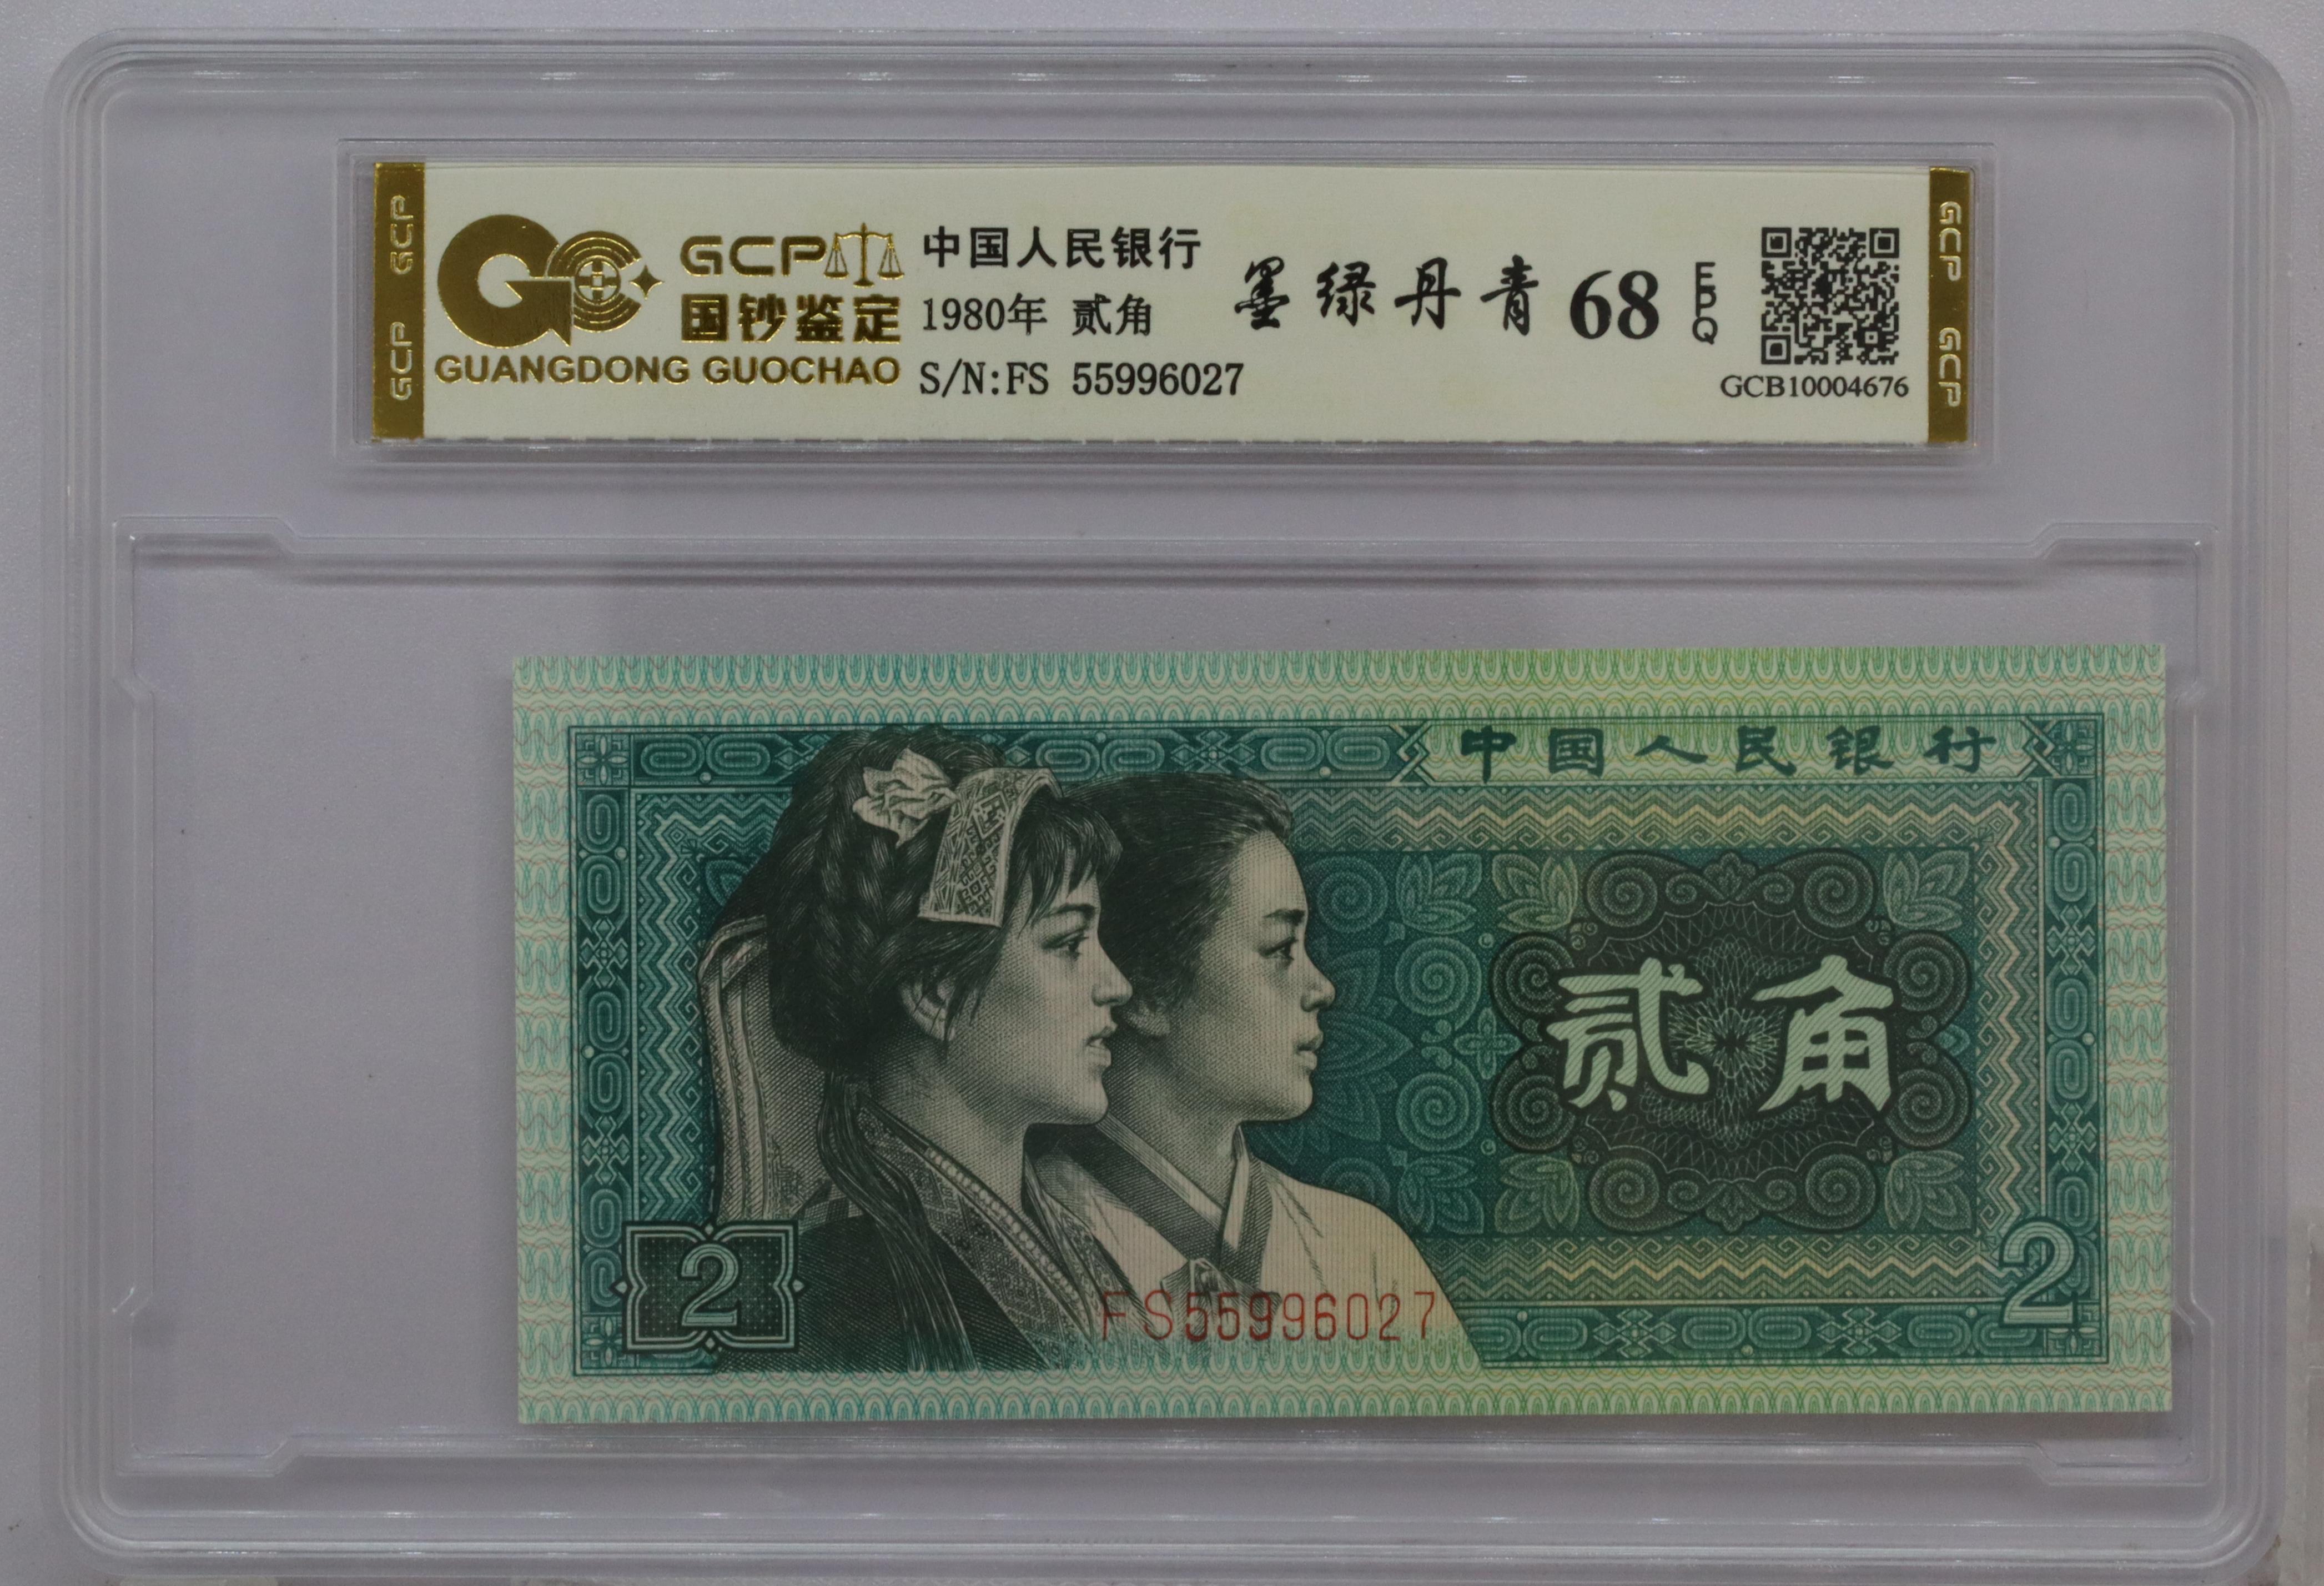 GCP GCP
GCP
国钞鉴定
GUANGDONG GUOCHAO
中国人民银行
1980年 贰角
S/N:FS 55996027
墨绿丹青 68 EPQ
GCB10004676
GCP GCP
中国人民银行
贰角
2
2
FS55996027